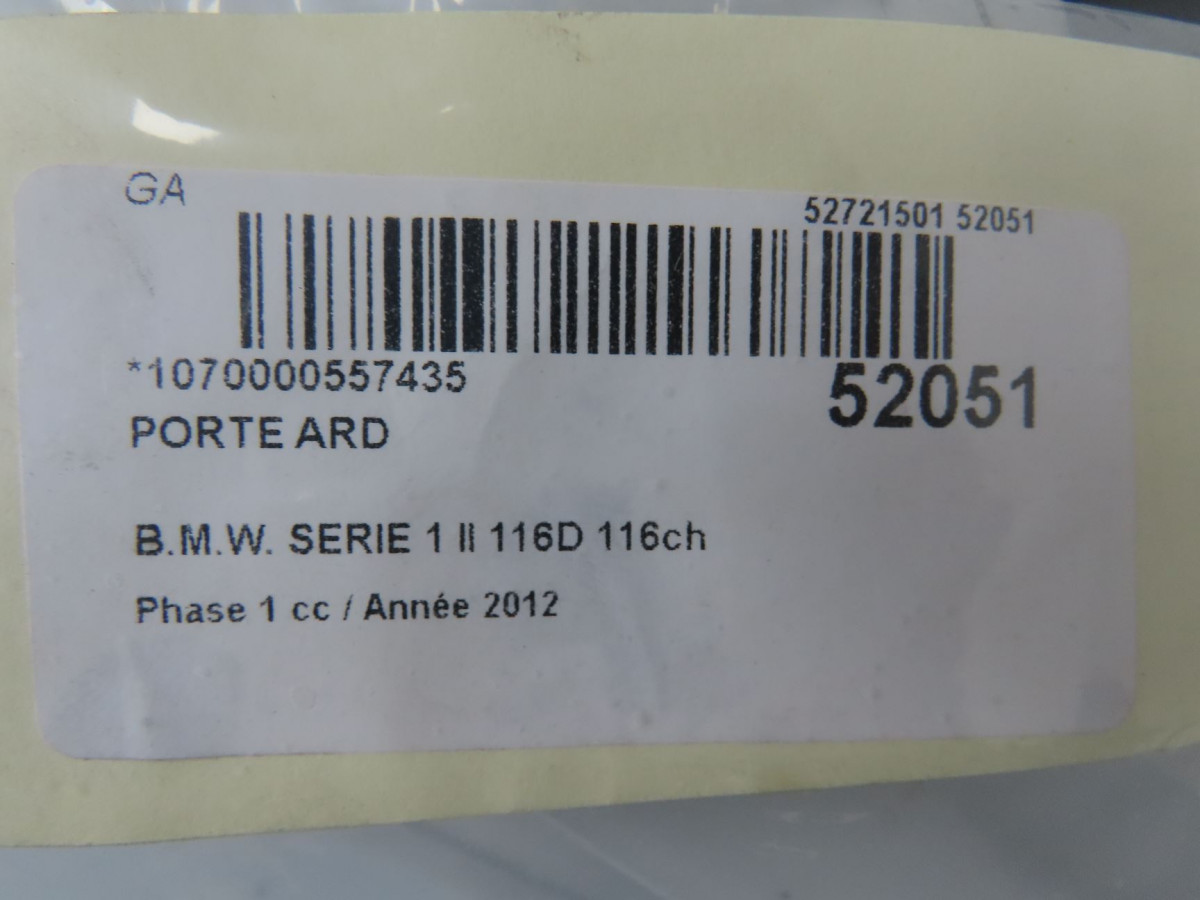 GA
52721501 52051
*1070000557435
52051
PORTE ARD
B.M.W. SERIE 1 II 116D 116ch
Phase 1 cc / Année 2012